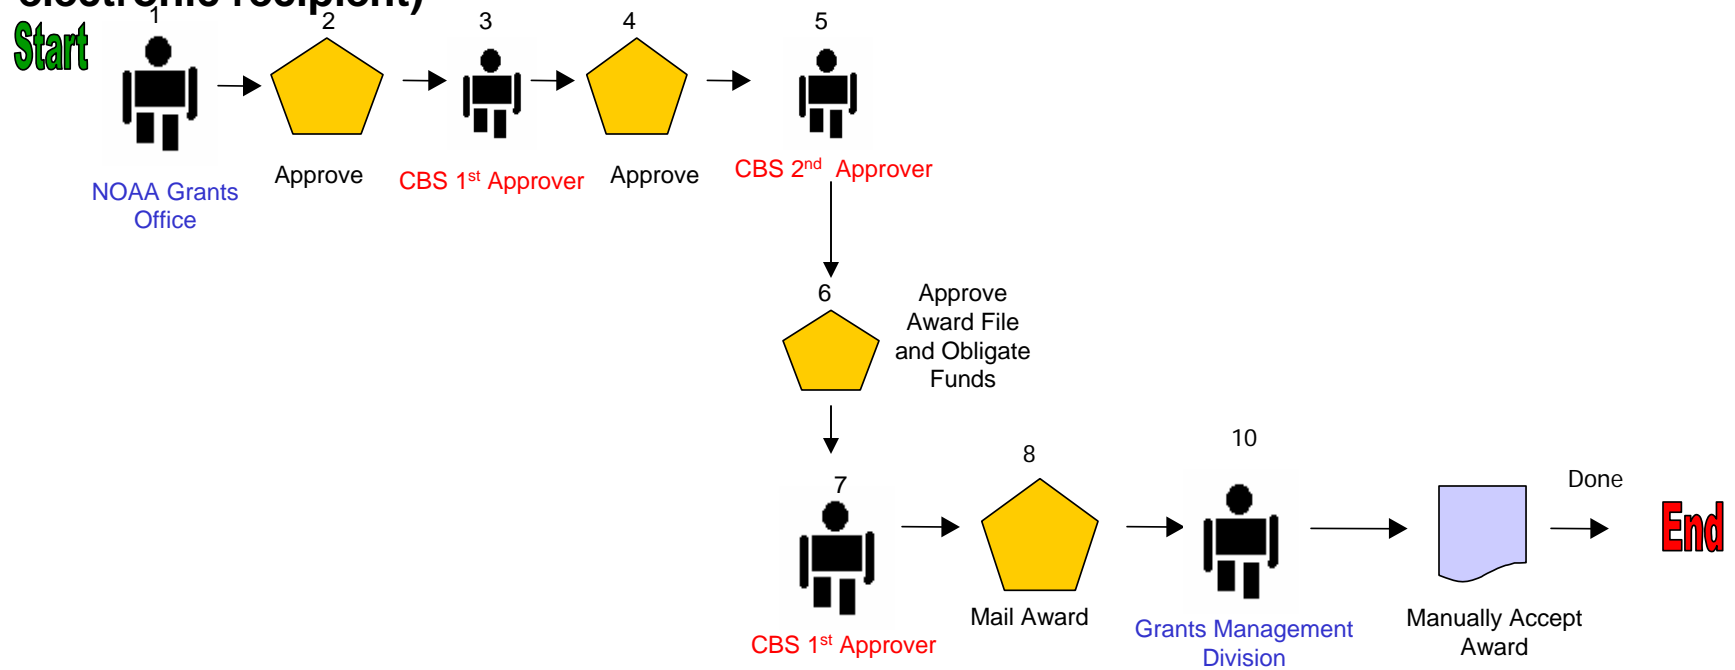 electronic recipient)
Start
1
2
3
4
5
Approve
CBS 1st Approver
Approve
CBS 2nd Approver
NOAA Grants
Office
6
Approve
Award File
and Obligate
Funds
7
8
10
Done
End
CBS 1st Approver
Mail Award
Grants Management
Division
Manually Accept
Award